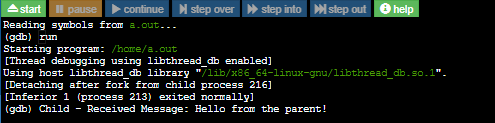 start pause continue step over step into step out help
Reading symbols from a.out...
(gdb) run
Starting program: /home/a.out
[Thread debugging using libthread_db enabled]
Using host libthread_db library "/lib/x86_64-linux-gnu/libthread_db.so.1".
[Detaching after fork from child process 216]
[Inferior 1 (process 213) exited normally]
(gdb) Child - Received Message: Hello from the parent!